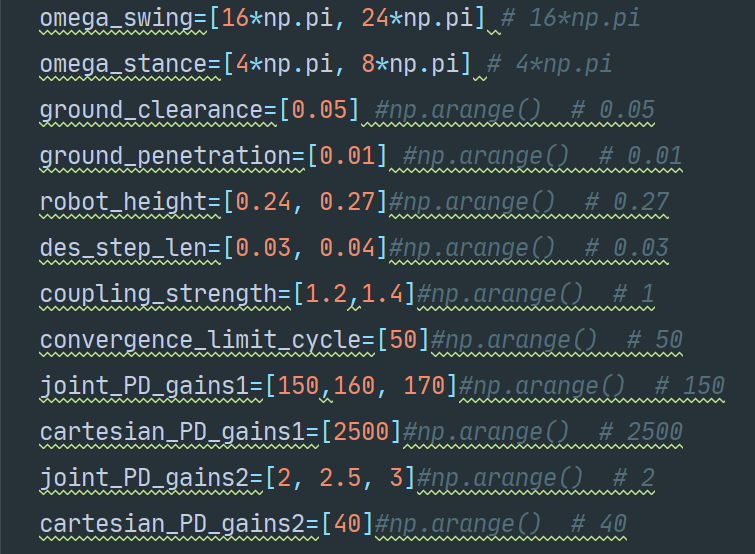 omega_swing=[16*np.pi, 24*np.pi] # 16*np.pi
omega_stance=[4*np.pi, 8*np.pi] # 4*np.pi
ground_clearance=[0.05] #np.arange()  # 0.05
ground_penetration=[0.01] #np.arange()  # 0.01
robot_height=[0.24, 0.27]#np.arange()  # 0.27
des_step_len=[0.03, 0.04]#np.arange()  # 0.03
coupling_strength=[1.2,1.4]#np.arange()  # 1
convergence_limit_cycle=[50]#np.arange()  # 50
joint_PD_gains1=[150,160, 170]#np.arange()  # 150
cartesian_PD_gains1=[2500]#np.arange()  # 2500
joint_PD_gains2=[2, 2.5, 3]#np.arange()  # 2
cartesian_PD_gains2=[40]#np.arange()  # 40